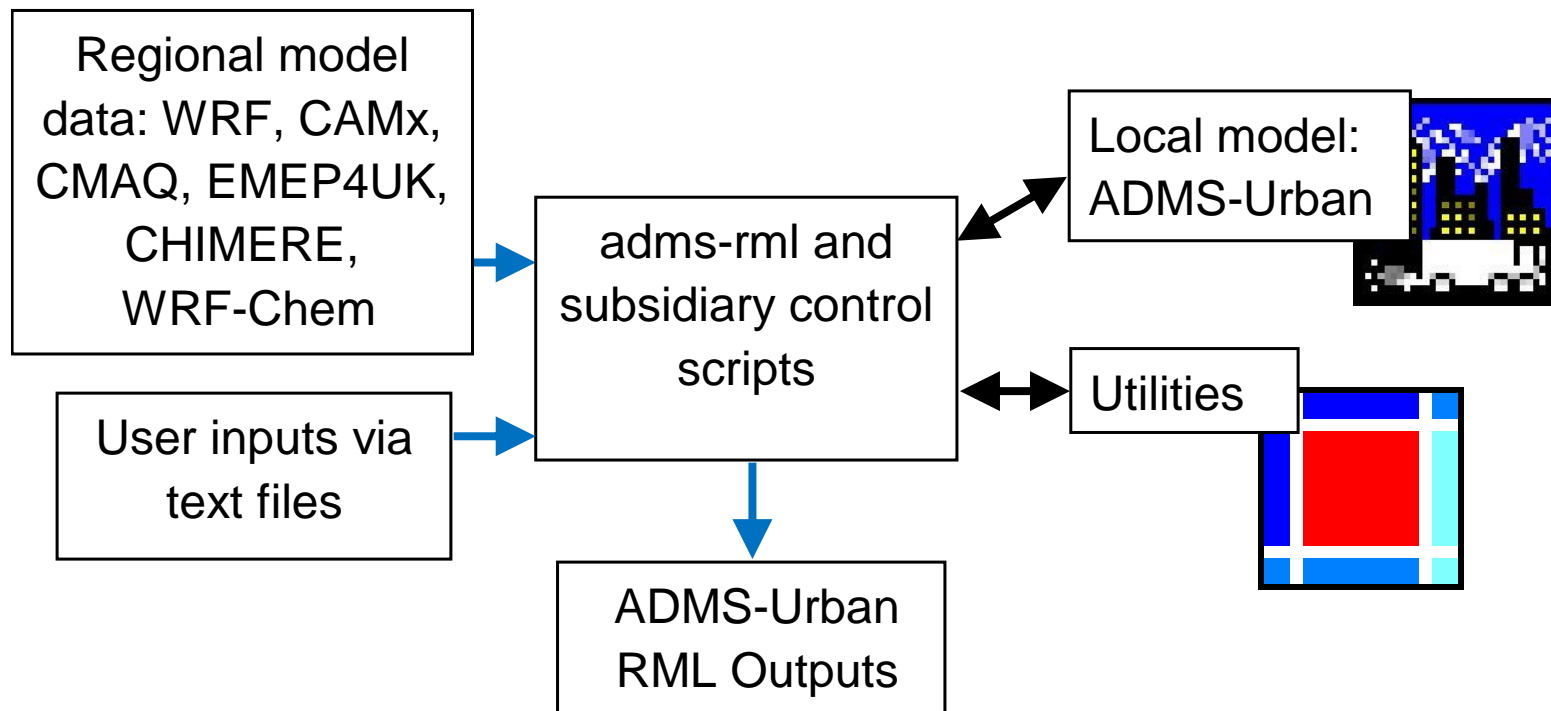 Regional model
data: WRF, CAMx,
CMAQ, EMEP4UK,
CHIMERE,
WRF-Chem
User inputs via
text files
adms-rml and
subsidiary control
scripts
Local model:
ADMS-Urban
Utilities
ADMS-Urban
RML Outputs